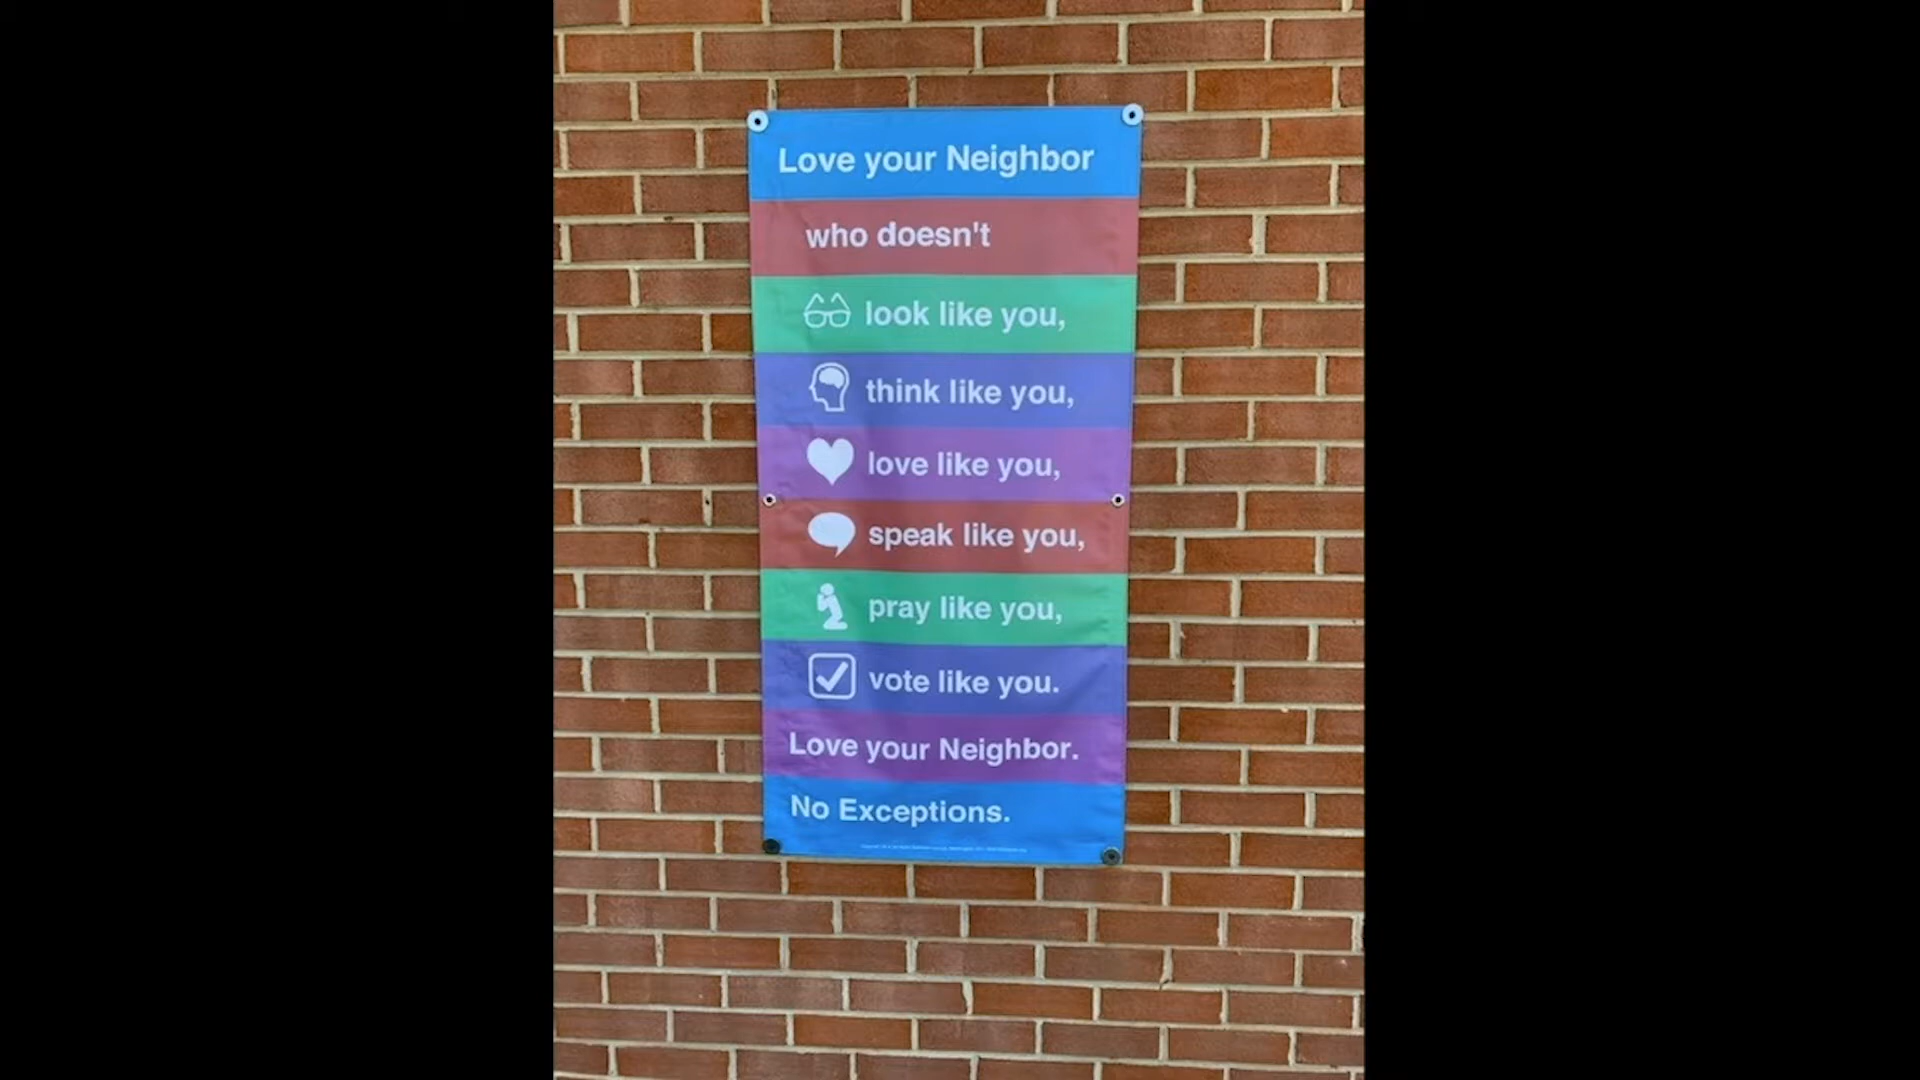 Love your Neighbor
who doesn't
look like you,
think like you,
love like you,
speak like you,
pray like you,
vote like you.
Love your Neighbor.
No Exceptions.